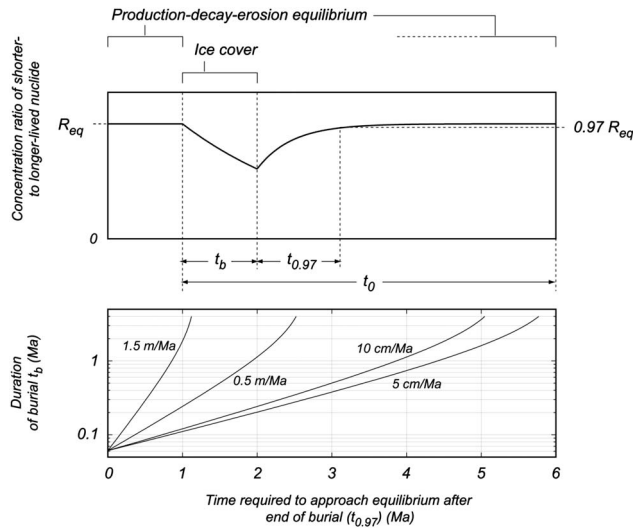 Production-decay-erosion equilibrium
Ice cover
Concentration ratio of shorter-
to longer-lived nuclide
R_eq
0.97 R_eq
0
t_b
t_0.97
t_0
Duration
of burial t_b (Ma)
1
0.1
1.5 m/Ma
0.5 m/Ma
10 cm/Ma
5 cm/Ma
0 1 2 3 4 5 6
Time required to approach equilibrium after
end of burial (t_0.97) (Ma)